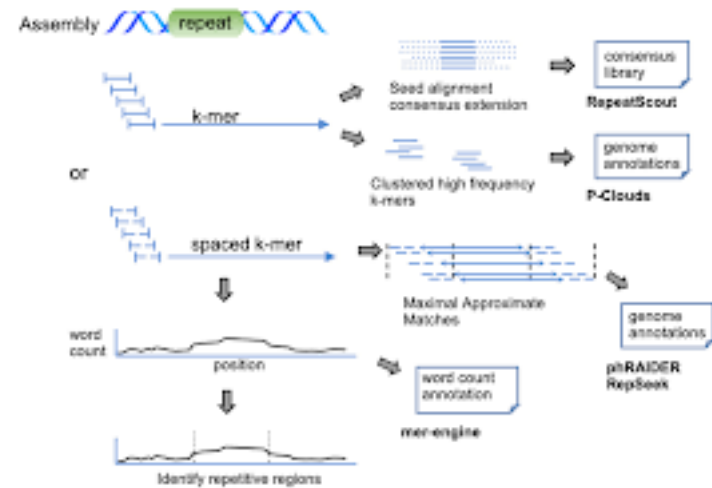 Assembly
repeat
k-mer
Seed alignment
consensus extension
consensus
library
RepeatScout
Clustered high frequency
k-mers
genome
annotations
P-Clouds
or
spaced k-mer
Maximal Approximate
Matches
genome
annotations
phRAIDER
RepSeek
word
count
position
word count
annotation
mer-engine
Identify repetitive regions